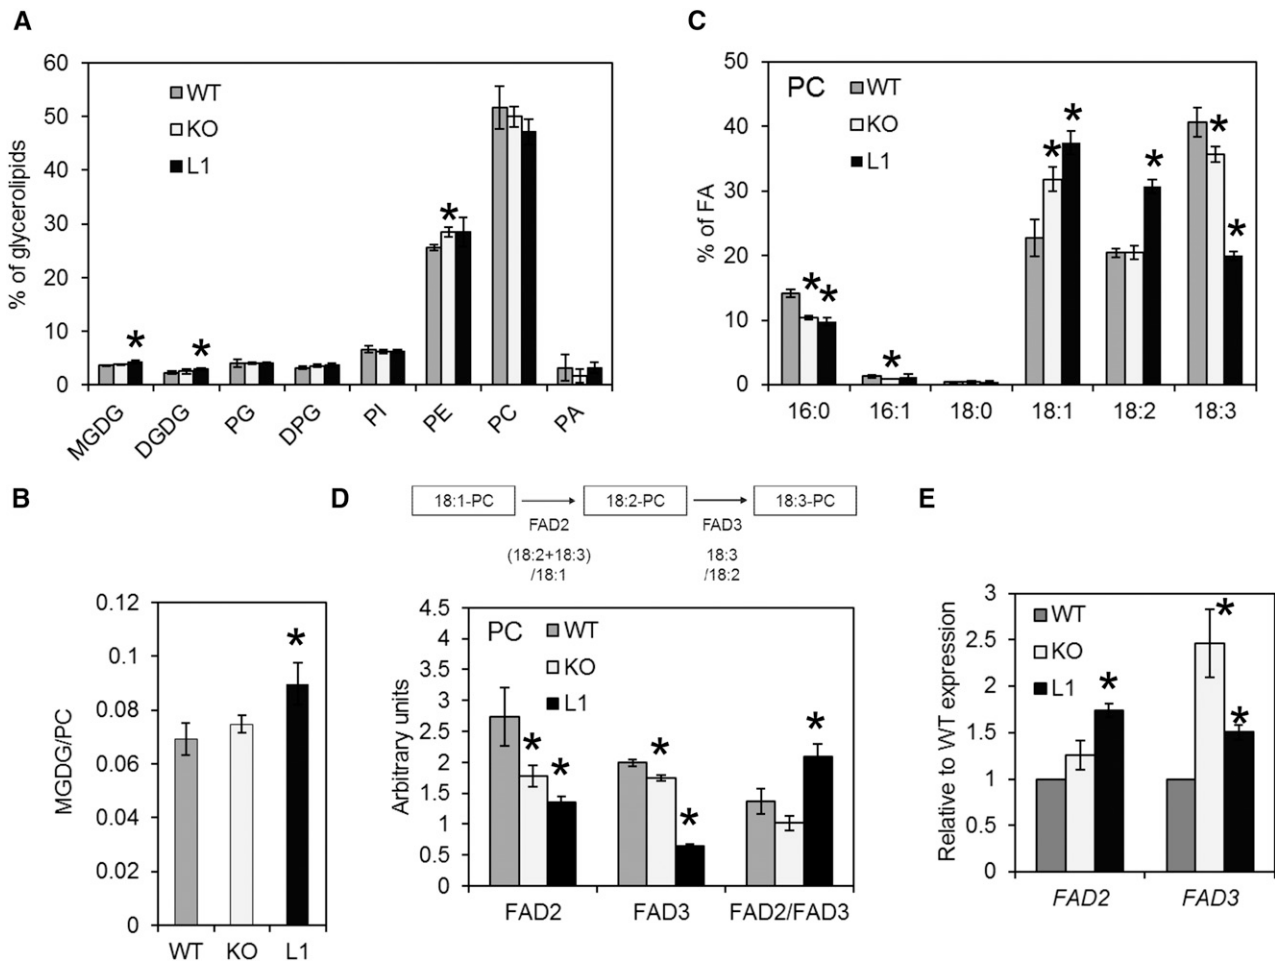 A
% of glycerolipids
60
50
40
30
20
10
0
WT
KO
L1
*
*
*
MGDG
DGDG
PG
DPG
PI
PE
PC
PA
C
% of FA
50
40
30
20
10
0
PC
WT
KO
L1
*
*
*
*
*
*
*
*
16:0
16:1
18:0
18:1
18:2
18:3
B
MGDG/PC
0.12
0.1
0.08
0.06
0.04
0.02
0
*
WT
KO
L1
D
18:1-PC
18:2-PC
18:3-PC
FAD2
FAD3
(18:2+18:3)
/18:1
18:3
/18:2
Arbitrary units
4.5
4
3.5
3
2.5
2
1.5
1
0.5
0
PC
WT
KO
L1
*
*
*
*
*
FAD2
FAD3
FAD2/FAD3
E
Relative to WT expression
3
2.5
2
1.5
1
0.5
0
WT
KO
L1
*
*
*
FAD2
FAD3